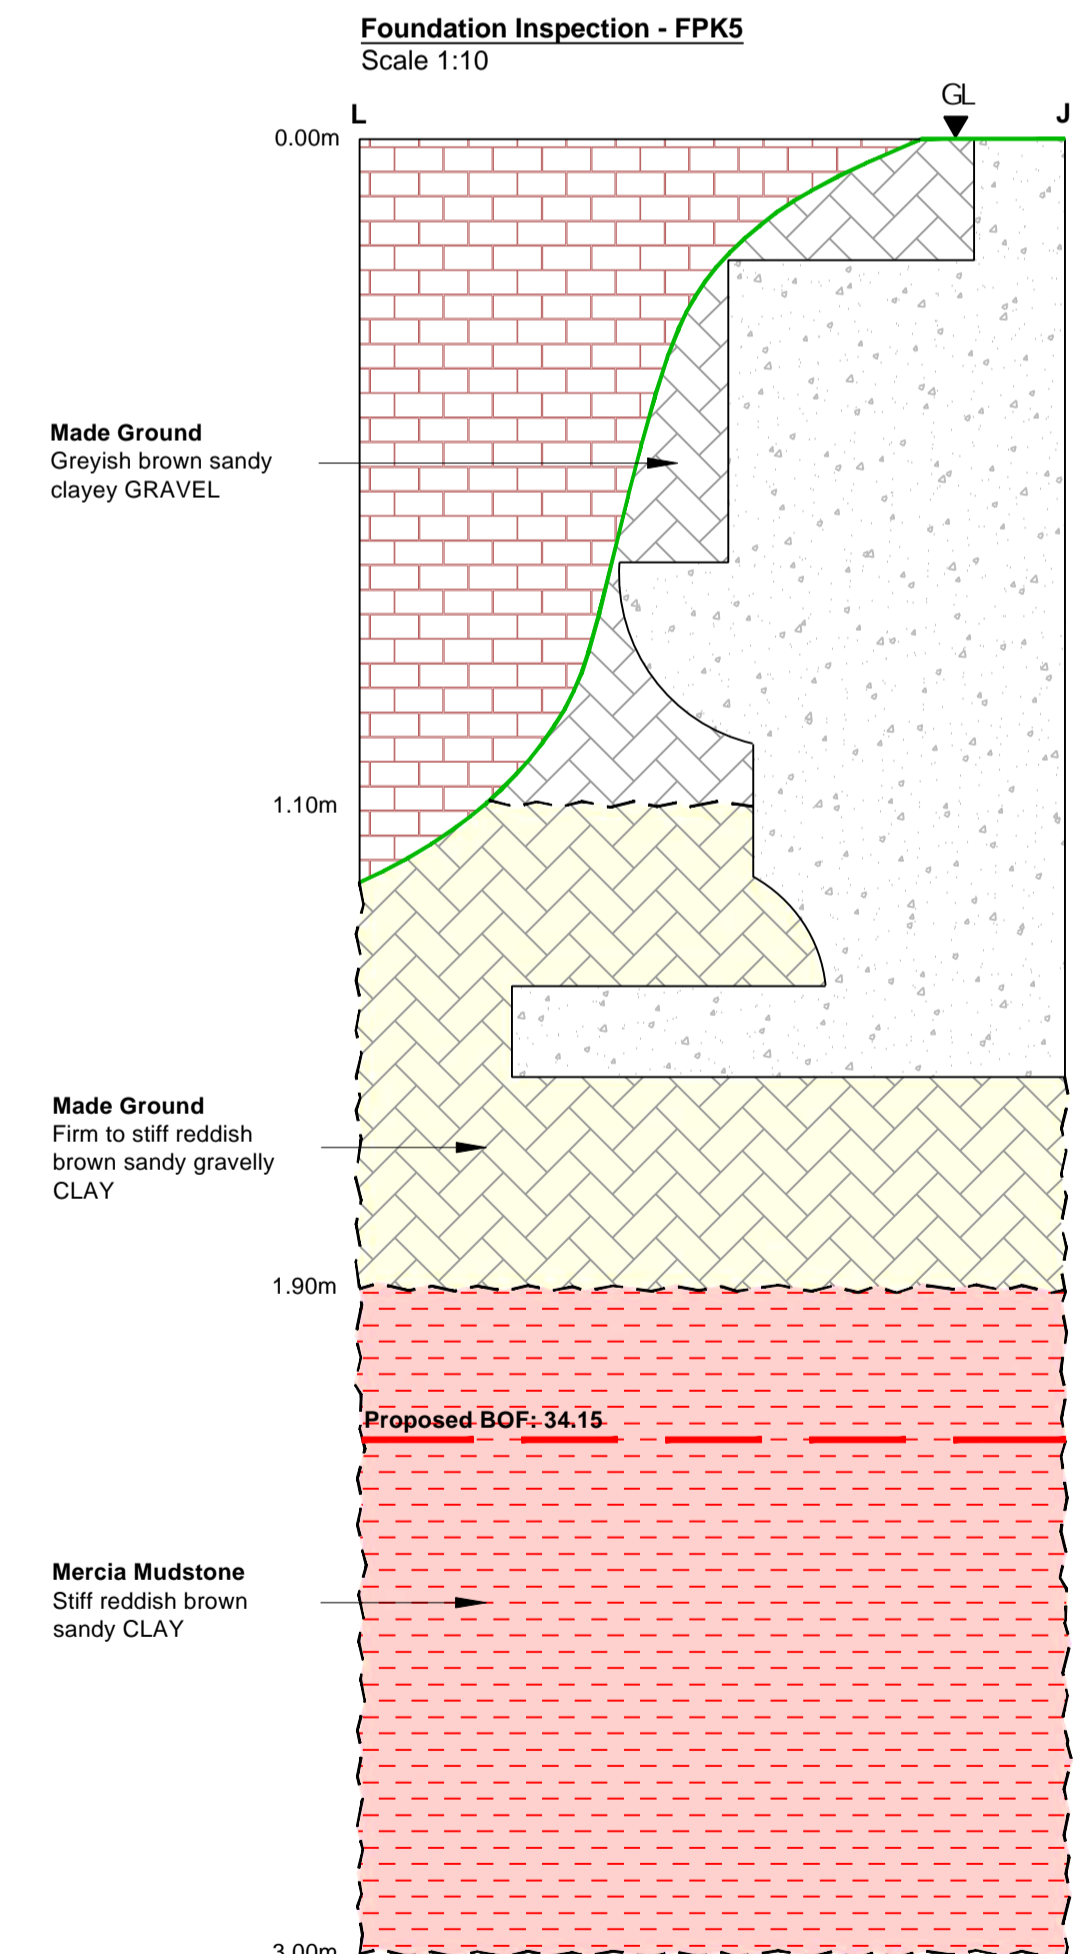 Foundation Inspection - FPK5
Scale 1:10
L
GL
J
0.00m
Made Ground
Greyish brown sandy
clayey GRAVEL
1.10m
Made Ground
Firm to stiff reddish
brown sandy gravelly
CLAY
1.90m
Proposed BOF: 34.15
Mercia Mudstone
Stiff reddish brown
sandy CLAY
3.00m